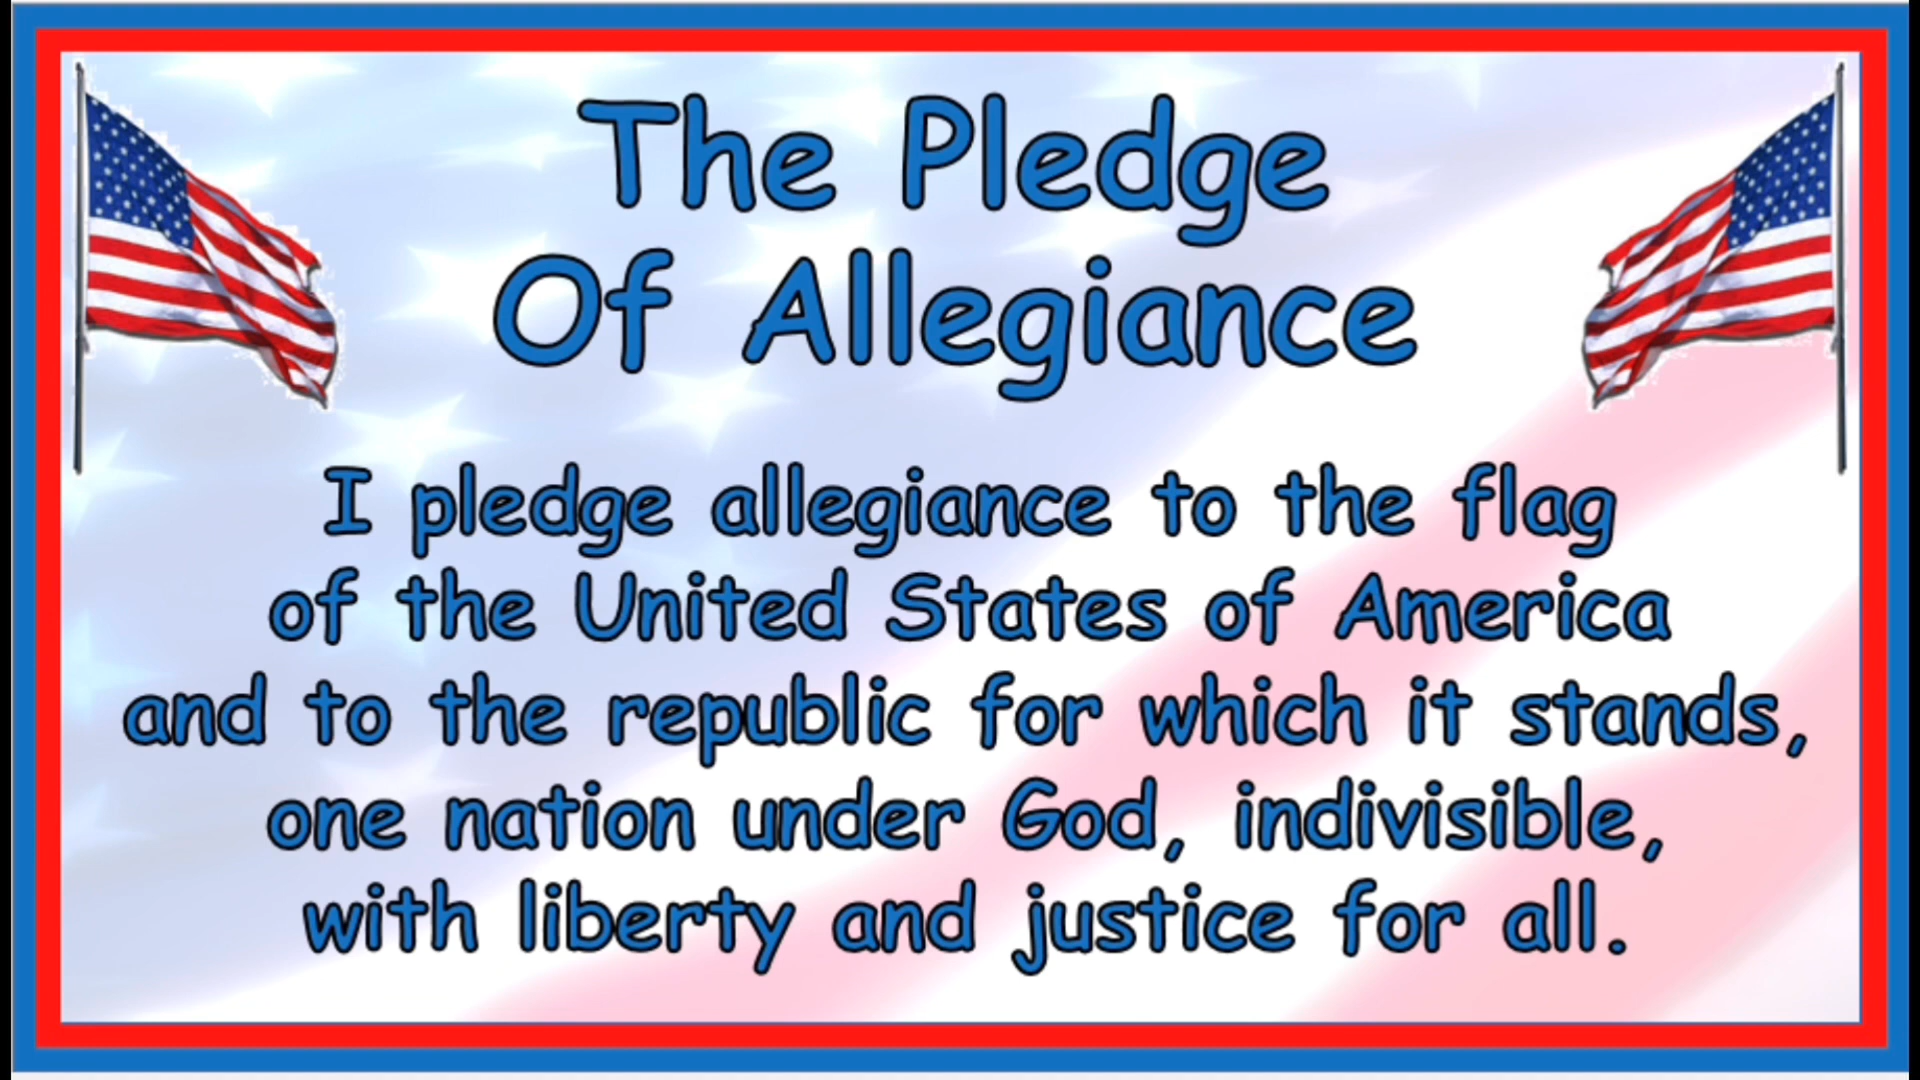 The Pledge
Of Allegiance
I pledge allegiance to the flag
of the United States of America
and to the republic for which it stands,
one nation under God, indivisible,
with liberty and justice for all.